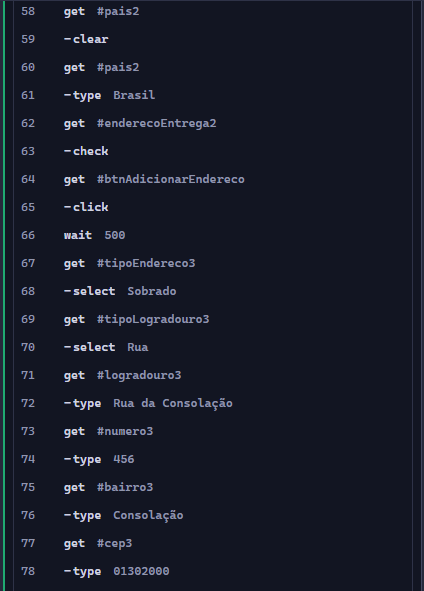 58 get #pais2
59 -clear
60 get #pais2
61 -type Brasil
62 get #enderecoEntrega2
63 -check
64 get #btnAdicionarEndereco
65 -click
66 wait 500
67 get #tipoEndereco3
68 -select Sobrado
69 get #tipoLogradouro3
70 -select Rua
71 get #logradouro3
72 -type Rua da Consolação
73 get #numero3
74 -type 456
75 get #bairro3
76 -type Consolação
77 get #cep3
78 -type 01302000